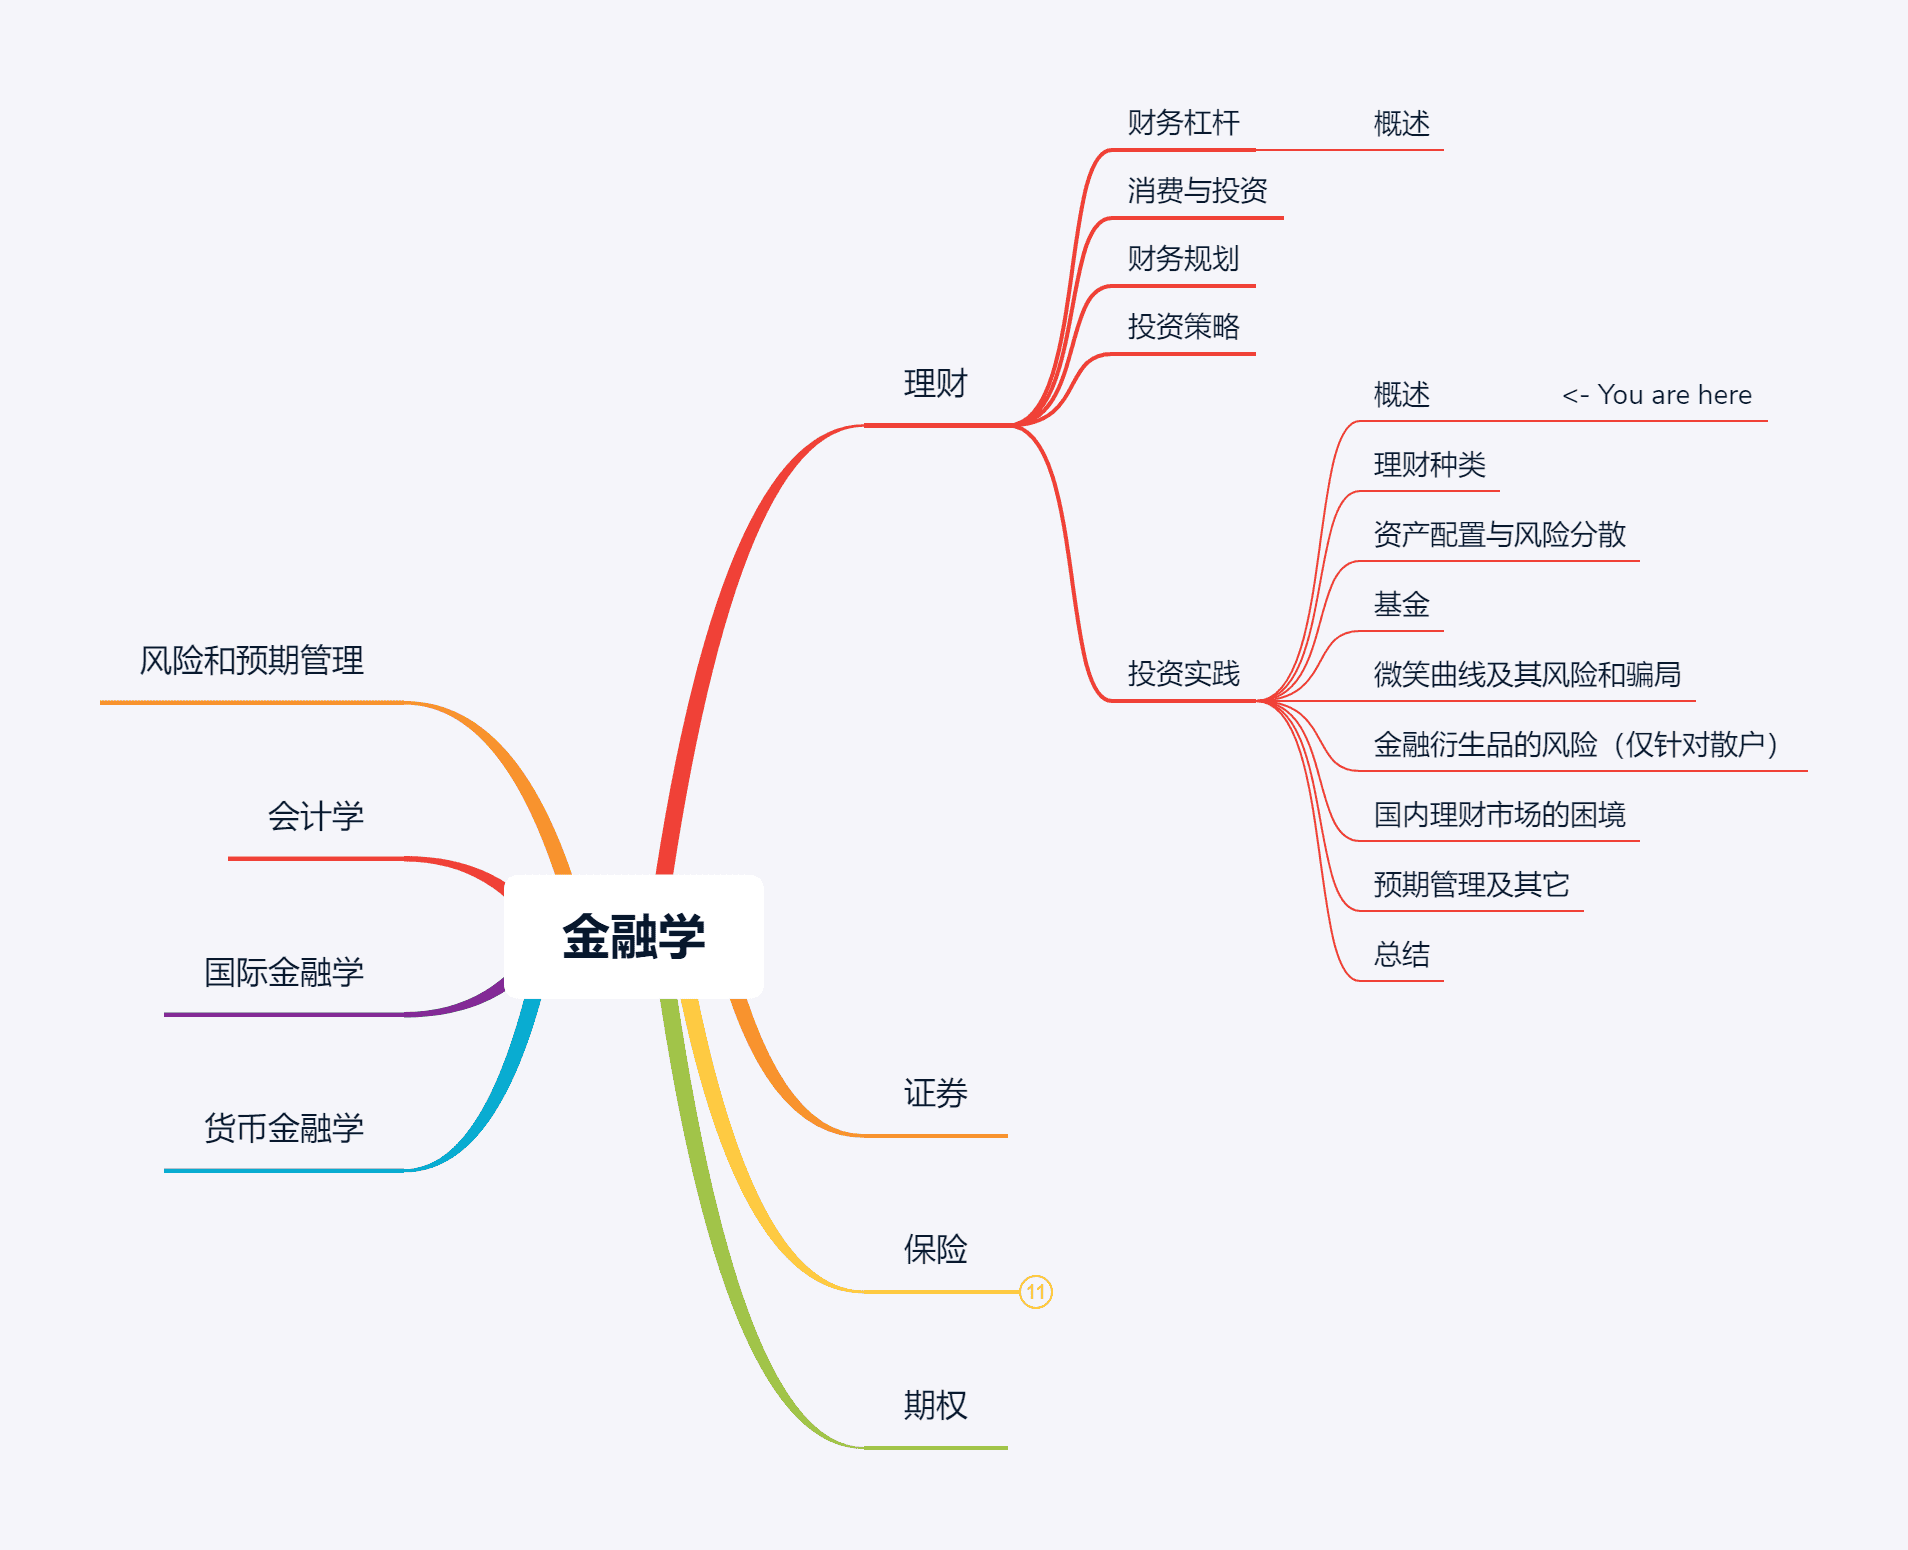 金融学
理财
财务杠杆
概述
消费与投资
财务规划
投资策略
投资实践
概述
<- You are here
理财种类
资产配置与风险分散
基金
微笑曲线及其风险和骗局
金融衍生品的风险（仅针对散户）
国内理财市场的困境
预期管理及其它
总结
证券
保险
11
期权
风险和预期管理
会计学
国际金融学
货币金融学